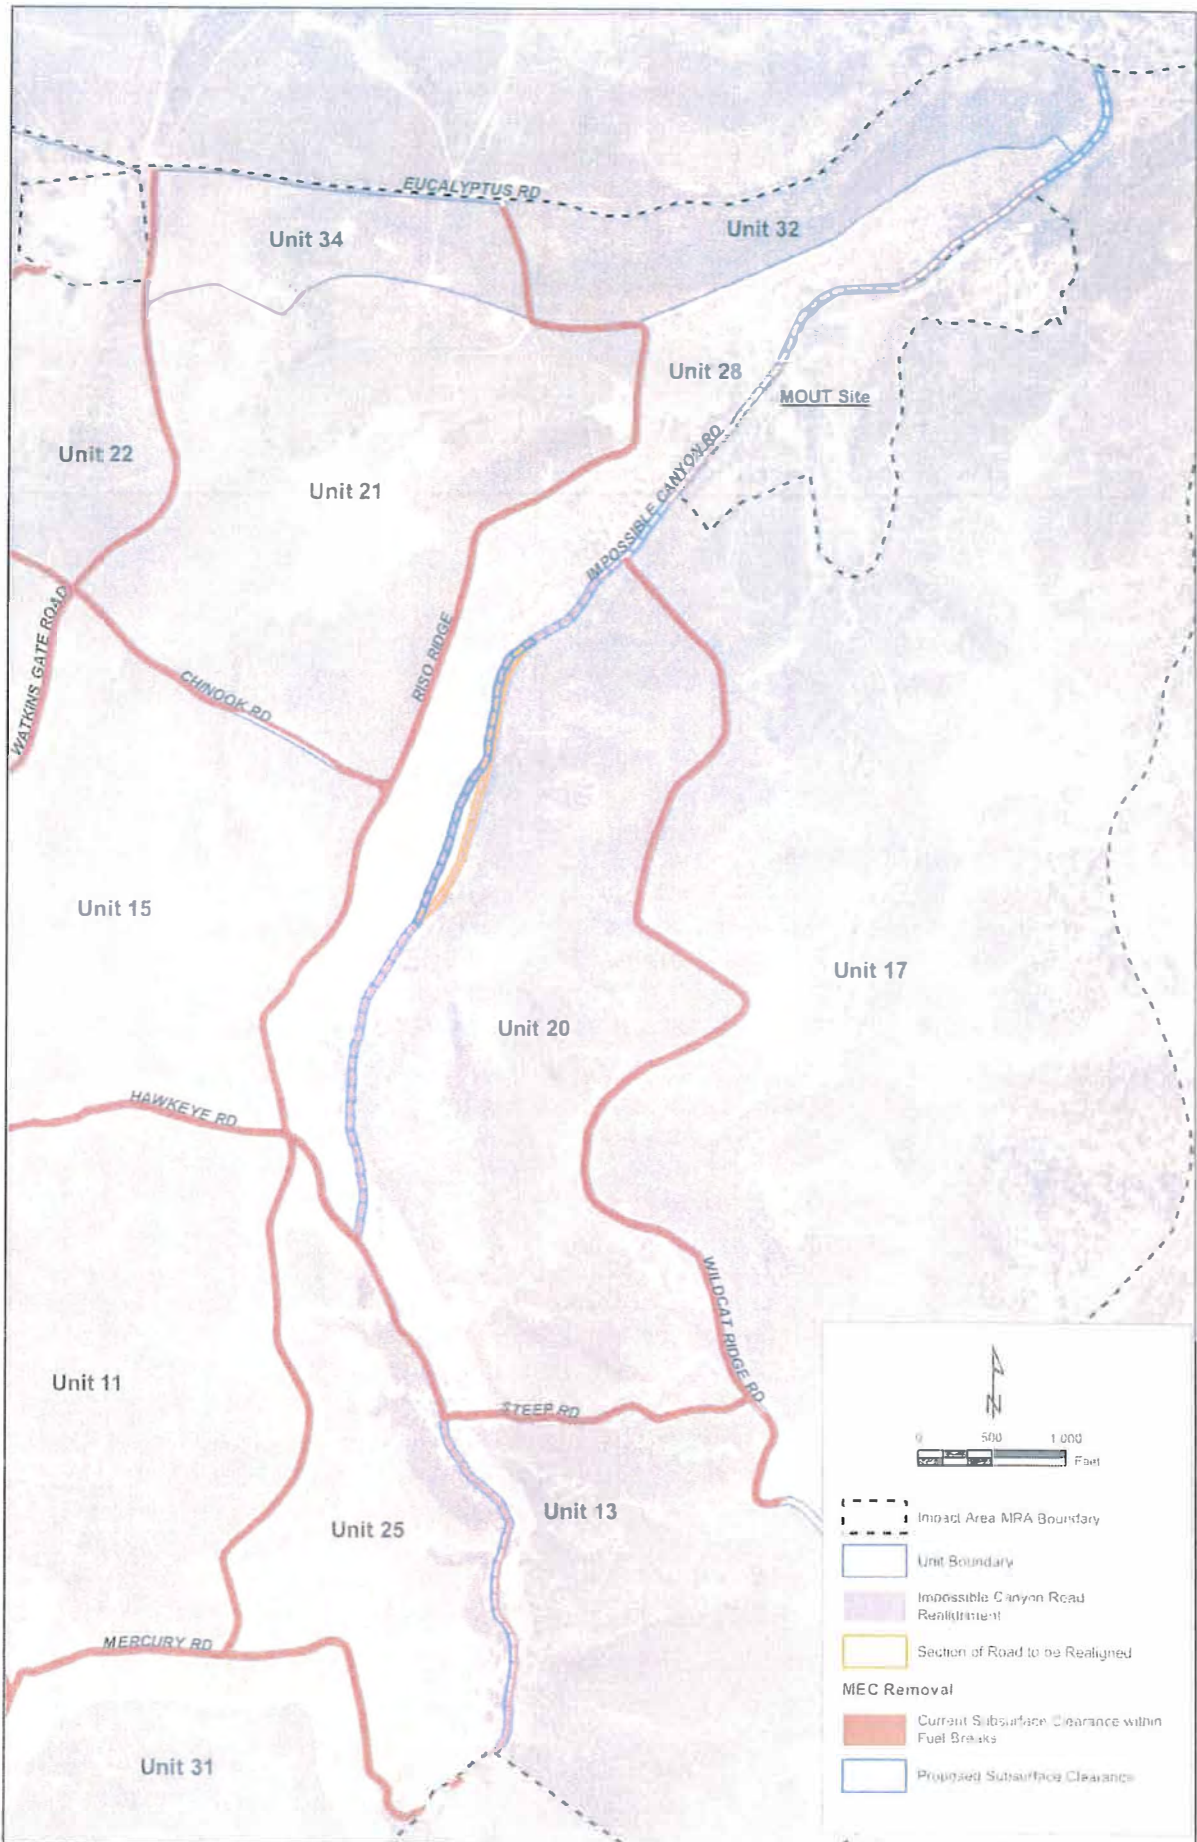 EUCALYPTUS RD
Unit 34
Unit 32
Unit 28
MOUT Site
Unit 22
Unit 21
IMPOSSIBLE CANYON RD
WATKINS GATE ROAD
CHINOOK RD
RISO RIDGE
Unit 15
Unit 17
Unit 20
HAWKEYE RD
WILDCAT RIDGE RD
Unit 11
STEEP RD
Unit 13
Unit 25
MERCURY RD
Unit 31
N
0 500 1,000
Feet
Impact Area MRA Boundary
Unit Boundary
Impossible Canyon Road
Realignment
Section of Road to be Realigned
MEC Removal
Current Subsurface Clearance within
Fuel Breaks
Proposed Subsurface Clearance